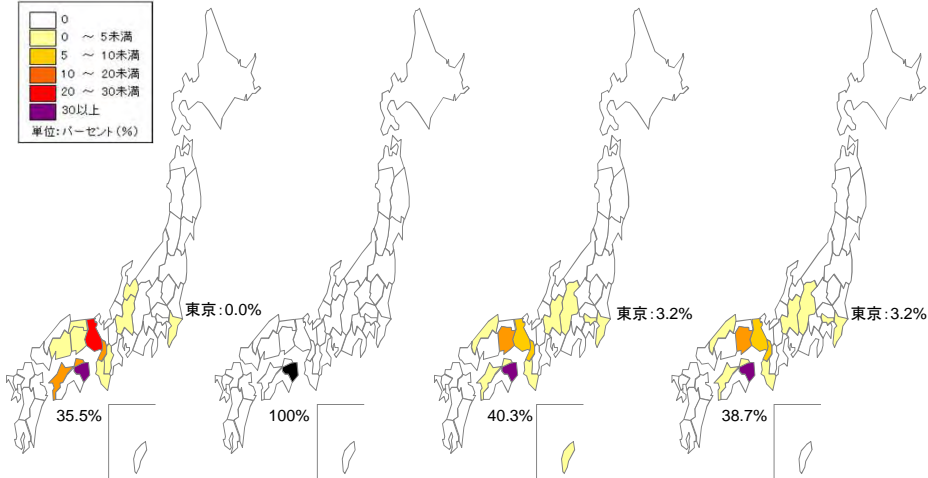 0
0 ~ 5未満
5 ~ 10未満
10 ~ 20未満
20 ~ 30未満
30以上
単位:パーセント(%)
東京:0.0%
東京:3.2%
東京:3.2%
35.5%
100%
40.3%
38.7%